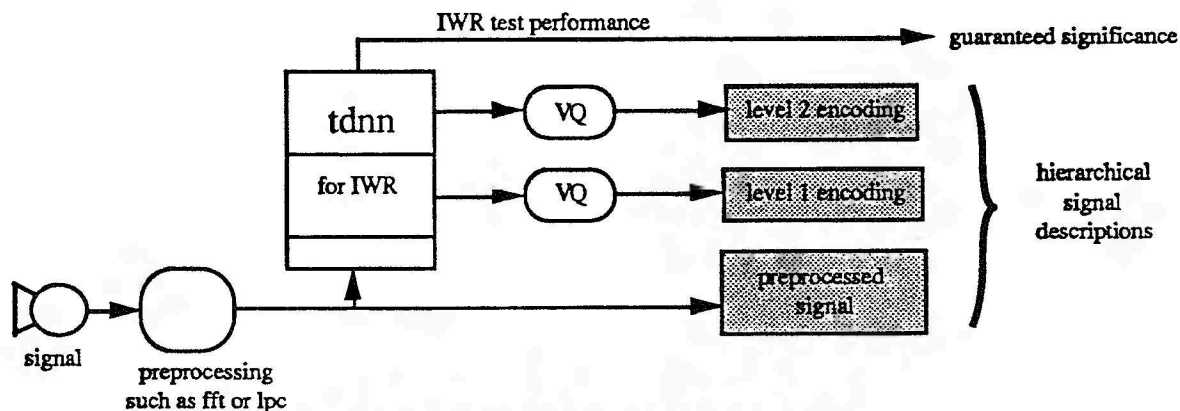 IWR test performance
guaranteed significance
tdnn
VQ
level 2 encoding
for IWR
VQ
level 1 encoding
hierarchical
signal
descriptions
preprocessed
signal
signal
preprocessing
such as fft or lpc